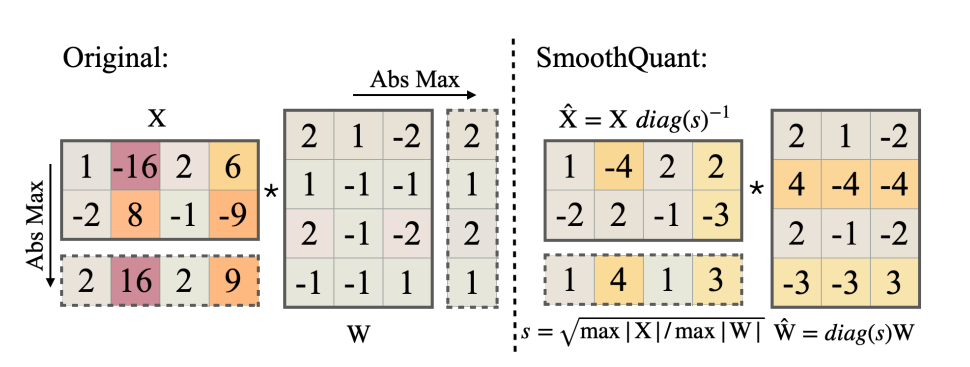 Original:
Abs Max
X
1 -16 2 6
-2 8 -1 -9
Abs Max
2 16 2 9
*
2 1 -2
1 -1 -1
2 -1 -2
-1 -1 1
2
1
2
1
W
SmoothQuant:
X̂ = X diag(s)⁻¹
1 -4 2 2
-2 2 -1 -3
1 4 1 3
s = √max|X|/max|W|
*
2 1 -2
4 -4 -4
2 -1 -2
-3 -3 3
Ŵ = diag(s)W